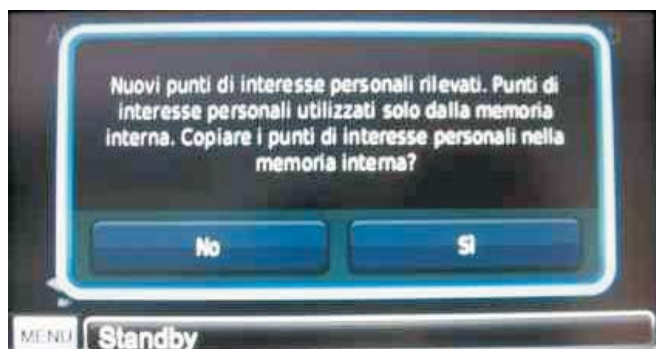 Nuovi punti di interesse personali rilevati. Punti di
interesse personali utilizzati solo dalla memoria
interna. Copiare i punti di interesse personali nella
memoria interna?
No
Sì
MENU
Standby